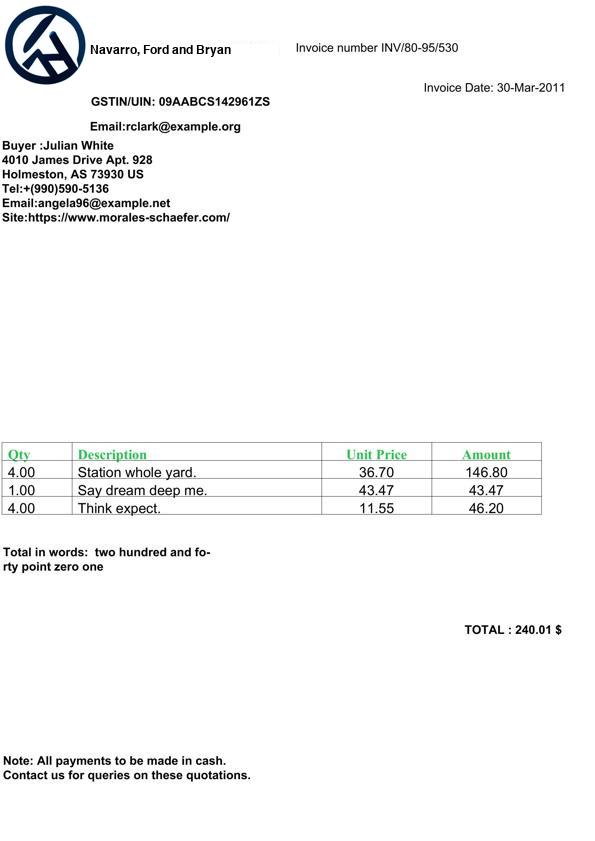 Navarro, Ford and Bryan
Invoice number INV/80-95/530
Invoice Date: 30-Mar-2011
GSTIN/UIN: 09AABCS142961ZS
Email:rclark@example.org
Buyer :Julian White
4010 James Drive Apt. 928
Holmeston, AS 73930 US
Tel:+(990)590-5136
Email:angela96@example.net
Site:https://www.morales-schaefer.com/
Qty Description Unit Price Amount
4.00 Station whole yard. 36.70 146.80
1.00 Say dream deep me. 43.47 43.47
4.00 Think expect. 11.55 46.20
Total in words:  two hundred and fo-
rty point zero one
TOTAL : 240.01 $
Note: All payments to be made in cash.
Contact us for queries on these quotations.